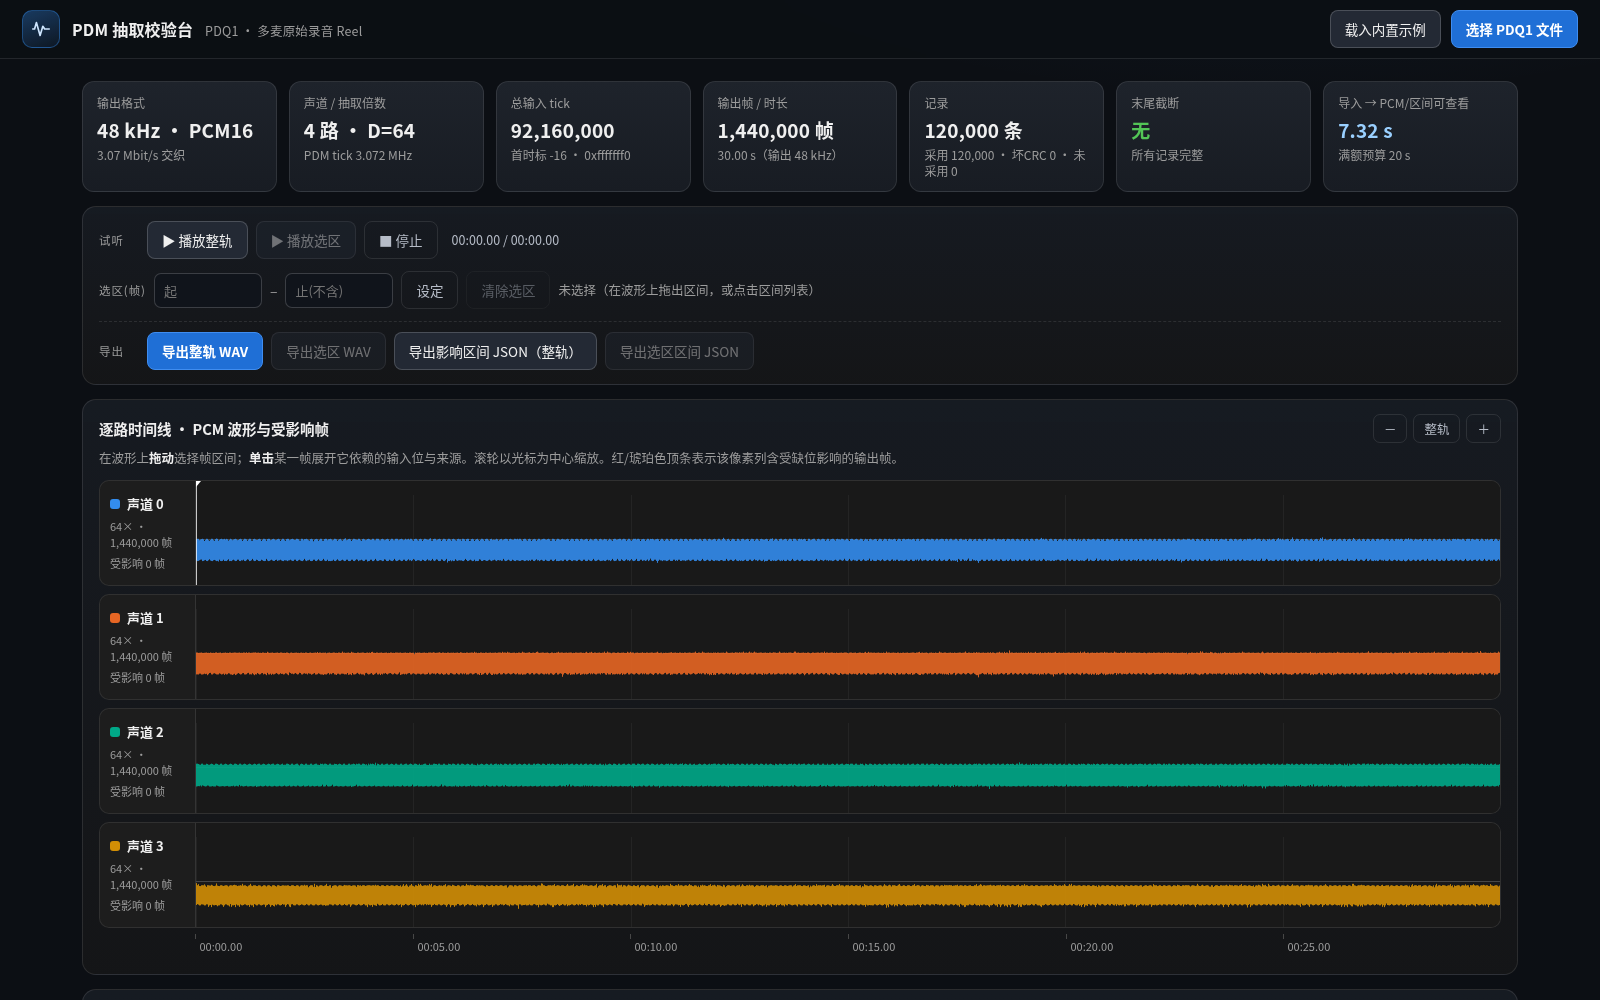 PDM 抽取校验台 PDQ1 · 多麦原始录音 Reel 载入内置示例 选择 PDQ1 文件
输出格式
48 kHz · PCM16
3.07 Mbit/s 交织
声道 / 抽取倍数
4 路 · D=64
PDM tick 3.072 MHz
总输入 tick
92,160,000
首时标 -16 · 0xfffffff0
输出帧 / 时长
1,440,000 帧
30.00 s（输出 48 kHz）
记录
120,000 条
采用 120,000 · 坏CRC 0 · 未
采用 0
末尾截断
无
所有记录完整
导入 → PCM/区间可查看
7.32 s
满额预算 20 s
试听 ▶ 播放整轨 ▶ 播放选区 ■ 停止 00:00.00 / 00:00.00
选区(帧) 起 – 止(不含) 设定 清除选区 未选择（在波形上拖出区间，或点击区间列表）
导出 导出整轨 WAV 导出选区 WAV 导出影响区间 JSON（整轨） 导出选区区间 JSON
逐路时间线 · PCM 波形与受影响帧 − 整轨 +
在波形上拖动选择帧区间；单击某一帧展开它依赖的输入位与来源。滚轮以光标为中心缩放。红/琥珀色顶条表示该像素列含受缺位影响的输出帧。
声道 0
64× ·
1,440,000 帧
受影响 0 帧
声道 1
64× ·
1,440,000 帧
受影响 0 帧
声道 2
64× ·
1,440,000 帧
受影响 0 帧
声道 3
64× ·
1,440,000 帧
受影响 0 帧
00:00.00 00:05.00 00:10.00 00:15.00 00:20.00 00:25.00